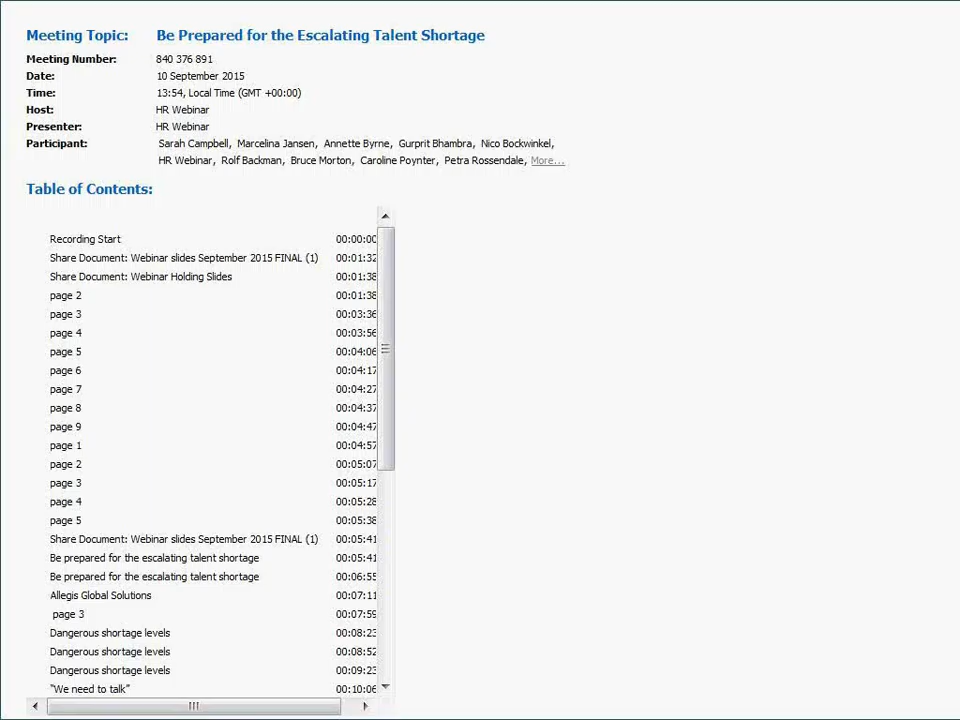 Meeting Topic: Be Prepared for the Escalating Talent Shortage
Meeting Number: 840 376 891
Date: 10 September 2015
Time: 13:54, Local Time (GMT +00:00)
Host: HR Webinar
Presenter: HR Webinar
Participant: Sarah Campbell, Marcelina Jansen, Annette Byrne, Gurprit Bhambra, Nico Bockwinkel,
HR Webinar, Rolf Backman, Bruce Morton, Caroline Poynter, Petra Rossendale, More...
Table of Contents:
Recording Start 00:00:00
Share Document: Webinar slides September 2015 FINAL (1) 00:01:32
Share Document: Webinar Holding Slides 00:01:38
page 2 00:01:38
page 3 00:03:36
page 4 00:03:56
page 5 00:04:06
page 6 00:04:17
page 7 00:04:27
page 8 00:04:37
page 9 00:04:47
page 1 00:04:57
page 2 00:05:07
page 3 00:05:17
page 4 00:05:28
page 5 00:05:38
Share Document: Webinar slides September 2015 FINAL (1) 00:05:41
Be prepared for the escalating talent shortage 00:05:41
Be prepared for the escalating talent shortage 00:06:55
Allegis Global Solutions 00:07:11
page 3 00:07:59
Dangerous shortage levels 00:08:23
Dangerous shortage levels 00:08:52
Dangerous shortage levels 00:09:23
"We need to talk" 00:10:06